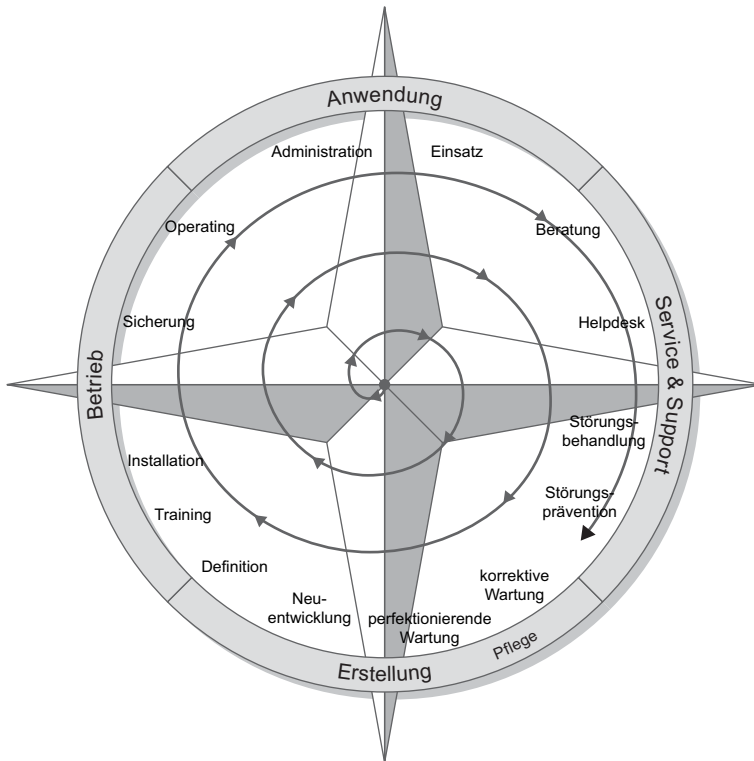 Anwendung
Administration
Einsatz
Operating
Beratung
Sicherung
Helpdesk
Betrieb
Service & Support
Störungs-
behandlung
Installation
Störungs-
prävention
Training
Definition
korrektive
Wartung
Neu-
entwicklung
perfektionierende
Wartung
Pflege
Erstellung